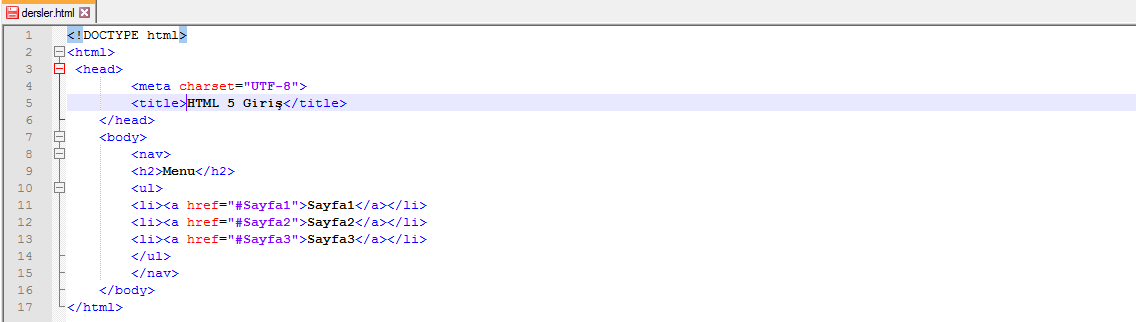 dersler.html
1 <!DOCTYPE html>
2 <html>
3 <head>
4 <meta charset="UTF-8">
5 <title>HTML 5 Giriş</title>
6 </head>
7 <body>
8 <nav>
9 <h2>Menu</h2>
10 <ul>
11 <li><a href="#Sayfa1">Sayfa1</a></li>
12 <li><a href="#Sayfa2">Sayfa2</a></li>
13 <li><a href="#Sayfa3">Sayfa3</a></li>
14 </ul>
15 </nav>
16 </body>
17 </html>